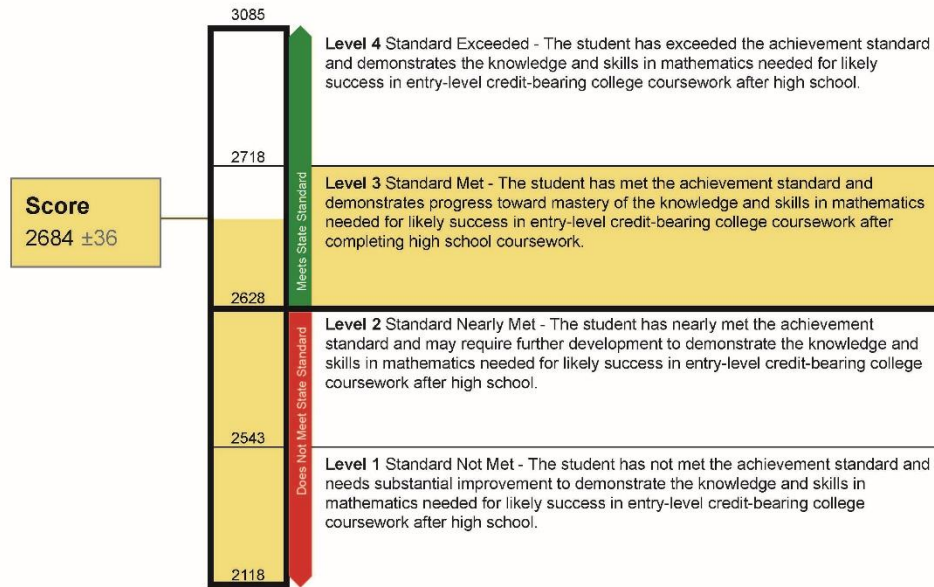 3085
Level 4 Standard Exceeded - The student has exceeded the achievement standard
and demonstrates the knowledge and skills in mathematics needed for likely
success in entry-level credit-bearing college coursework after high school.
2718
Score
2684 ±36
Level 3 Standard Met - The student has met the achievement standard and
demonstrates progress toward mastery of the knowledge and skills in mathematics
needed for likely success in entry-level credit-bearing college coursework after
completing high school coursework.
Meets State Standard
2628
Level 2 Standard Nearly Met - The student has nearly met the achievement
standard and may require further development to demonstrate the knowledge and
skills in mathematics needed for likely success in entry-level credit-bearing college
coursework after high school.
Does Not Meet State Standard
2543
Level 1 Standard Not Met - The student has not met the achievement standard and
needs substantial improvement to demonstrate the knowledge and skills in
mathematics needed for likely success in entry-level credit-bearing college
coursework after high school.
2118